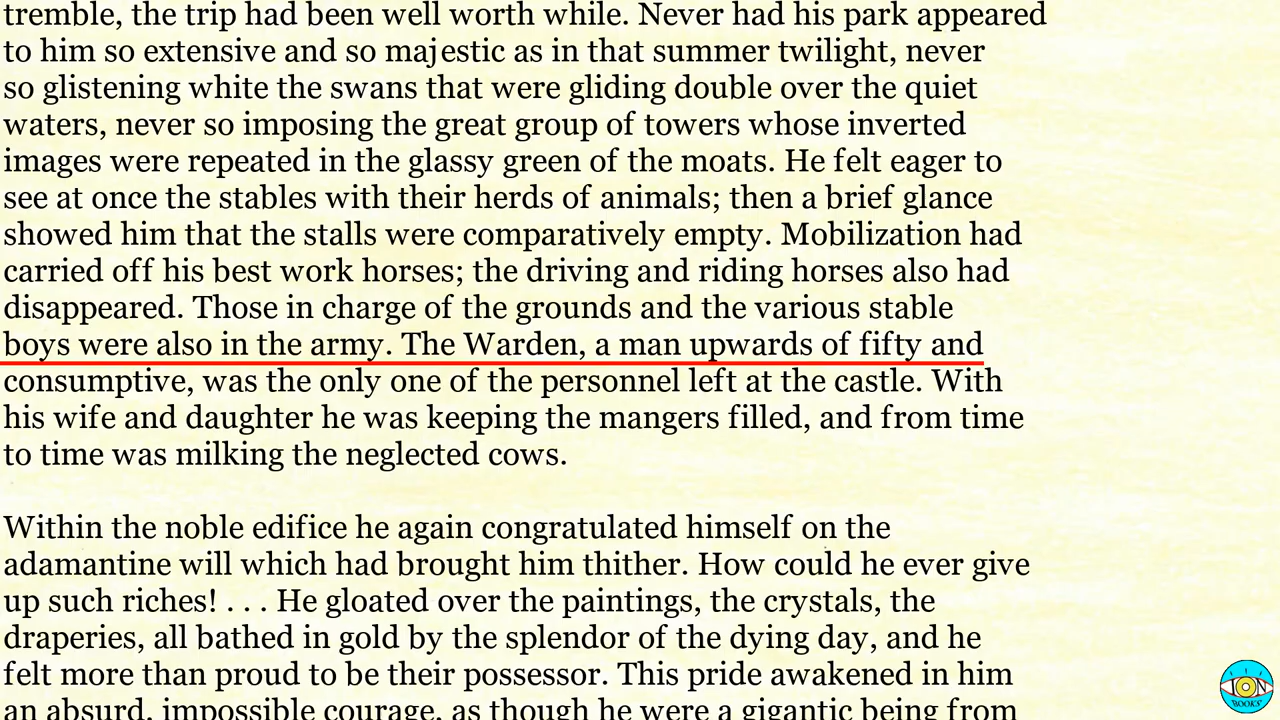 tremble, the trip had been well worth while. Never had his park appeared
to him so extensive and so majestic as in that summer twilight, never
so glistening white the swans that were gliding double over the quiet
waters, never so imposing the great group of towers whose inverted
images were repeated in the glassy green of the moats. He felt eager to
see at once the stables with their herds of animals; then a brief glance
showed him that the stalls were comparatively empty. Mobilization had
carried off his best work horses; the driving and riding horses also had
disappeared. Those in charge of the grounds and the various stable
boys were also in the army. The Warden, a man upwards of fifty and
consumptive, was the only one of the personnel left at the castle. With
his wife and daughter he was keeping the mangers filled, and from time
to time was milking the neglected cows.
Within the noble edifice he again congratulated himself on the
adamantine will which had brought him thither. How could he ever give
up such riches! . . . He gloated over the paintings, the crystals, the
draperies, all bathed in gold by the splendor of the dying day, and he
felt more than proud to be their possessor. This pride awakened in him
an absurd, impossible courage, as though he were a gigantic being from
ION
BOOKS